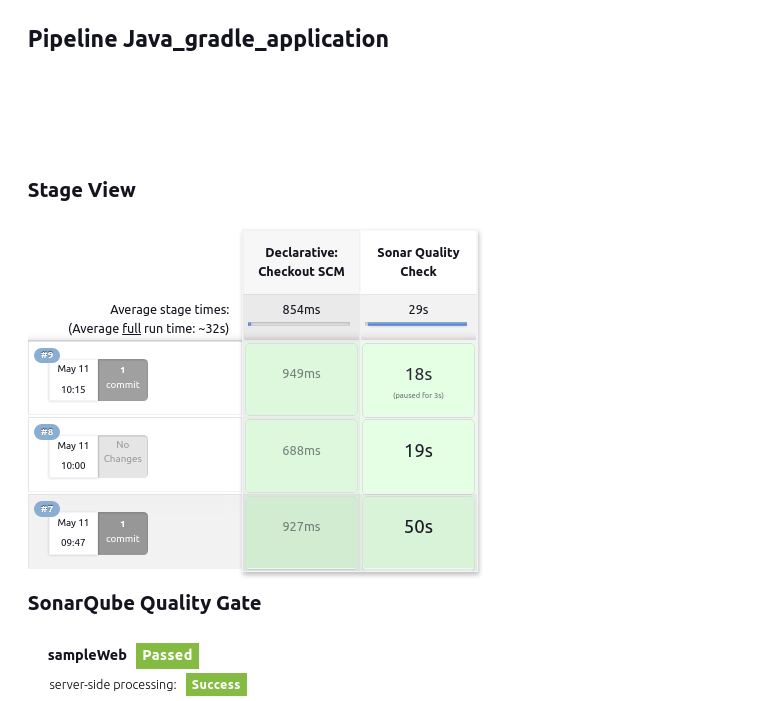 Pipeline Java_gradle_application
Stage View
Declarative: Checkout SCM
Sonar Quality Check
Average stage times:
854ms
29s
(Average full run time: ~32s)
#9
May 11
10:15
1
commit
949ms
18s
(paused for 3s)
#8
May 11
10:00
No
Changes
688ms
19s
#7
May 11
09:47
1
commit
927ms
50s
SonarQube Quality Gate
sampleWeb Passed
server-side processing: Success